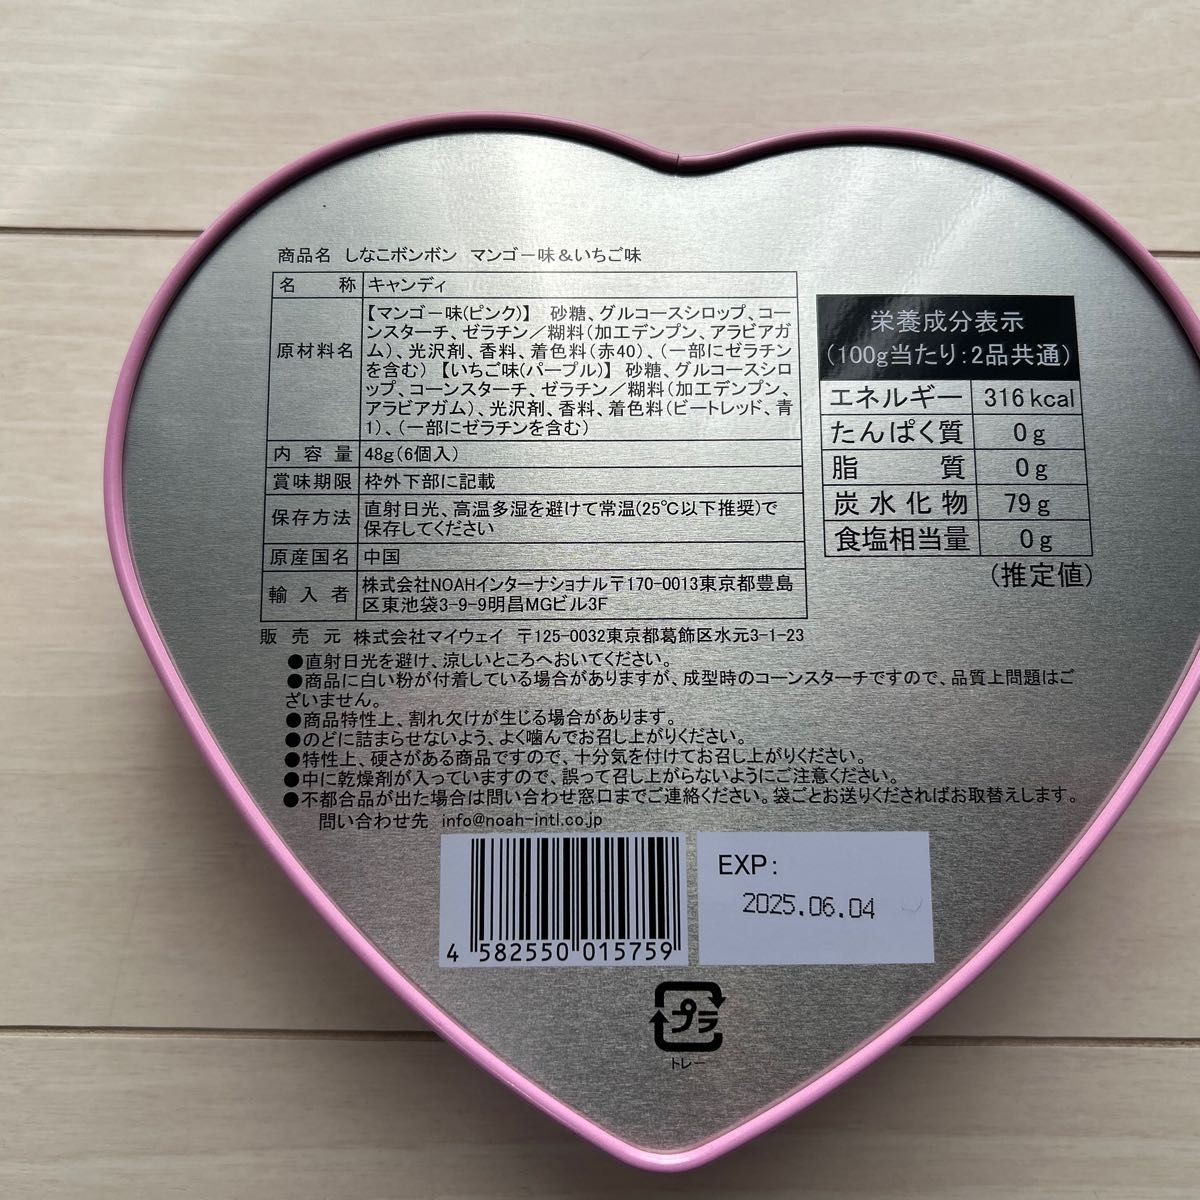 商品名 しなこボンボン マンゴー味&いちご味
名称 キャンディ
原材料名 【マンゴー味(ピンク)】 砂糖、グルコースシロップ、コー
ンスターチ、ゼラチン/糊料(加工デンプン、アラビアガ
ム)、光沢剤、香料、着色料(赤40)、(一部にゼラチン
を含む)【いちご味(パープル)】 砂糖、グルコースシロ
ップ、コーンスターチ、ゼラチン/糊料(加工デンプン、
アラビアガム)、光沢剤、香料、着色料(ビートレッド、青
1)、(一部にゼラチンを含む)
内容量 48g(6個入)
賞味期限 枠外下部に記載
保存方法 直射日光、高温多湿を避けて常温(25℃以下推奨)で
保存してください
原産国名 中国
輸入者 株式会社NOAHインターナショナル〒170-0013東京都豊島
区東池袋3-9-9明昌MGビル3F
販売元 株式会社マイウェイ 〒125-0032東京都葛飾区水元3-1-23
栄養成分表示
(100g当たり:2品共通)
エネルギー 316kcal
たんぱく質 0g
脂質 0g
炭水化物 79g
食塩相当量 0g
(推定値)
●直射日光を避け、涼しいところへおいてください。
●商品に白い粉が付着している場合がありますが、成型時のコーンスターチですので、品質上問題はご
ざいません。
●商品特性上、割れ欠けが生じる場合があります。
●のどに詰まらせないよう、よく噛んでお召し上がりください。
●特性上、硬さがある商品ですので、十分気を付けてお召し上がりください。
●中に乾燥剤が入っていますので、誤って召し上がらないようにご注意ください。
●不都合品が出た場合は問い合わせ窓口までご連絡ください。袋ごとお送りくださればお取替えします。
問い合わせ先 info@noah-intl.co.jp
4 582550 015759
EXP:
2025.06.04
プラ
トレー